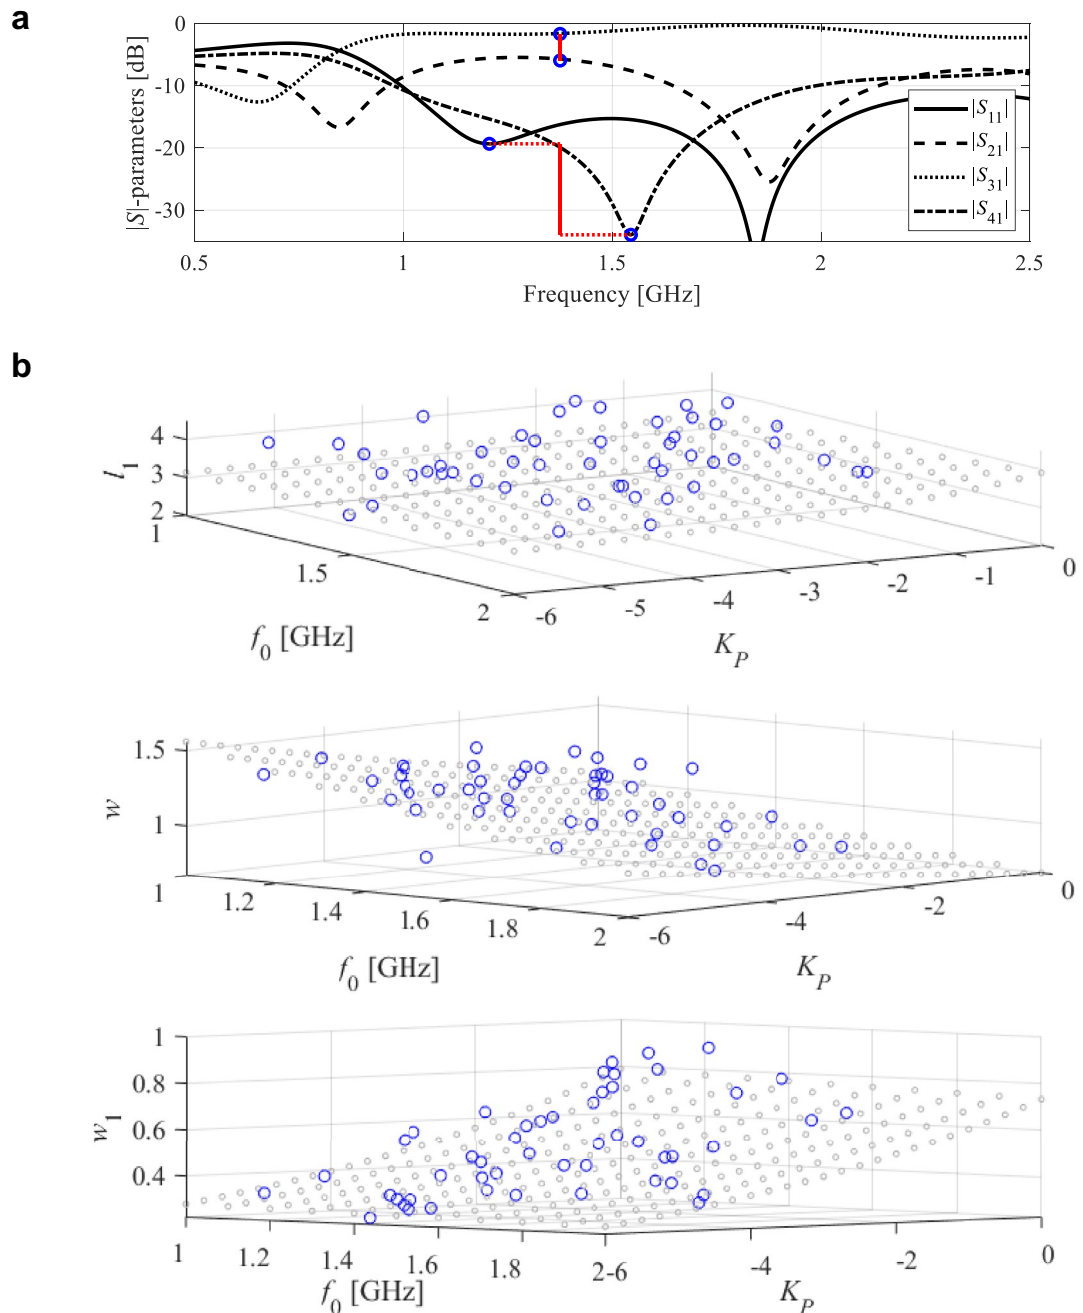 a
|S|-parameters [dB]
0
-10
-20
-30
0.5
1
1.5
2
2.5
Frequency [GHz]
|S11|
|S21|
|S31|
|S41|
b
l1
4
3
2
1
1.5
2
f0 [GHz]
-6
-5
-4
-3
-2
-1
0
KP
w
1.5
1
1
1.2
1.4
1.6
1.8
2
f0 [GHz]
-6
-4
-2
0
KP
w1
1
0.8
0.6
0.4
1
1.2
1.4
1.6
1.8
2
f0 [GHz]
-6
-4
-2
0
KP